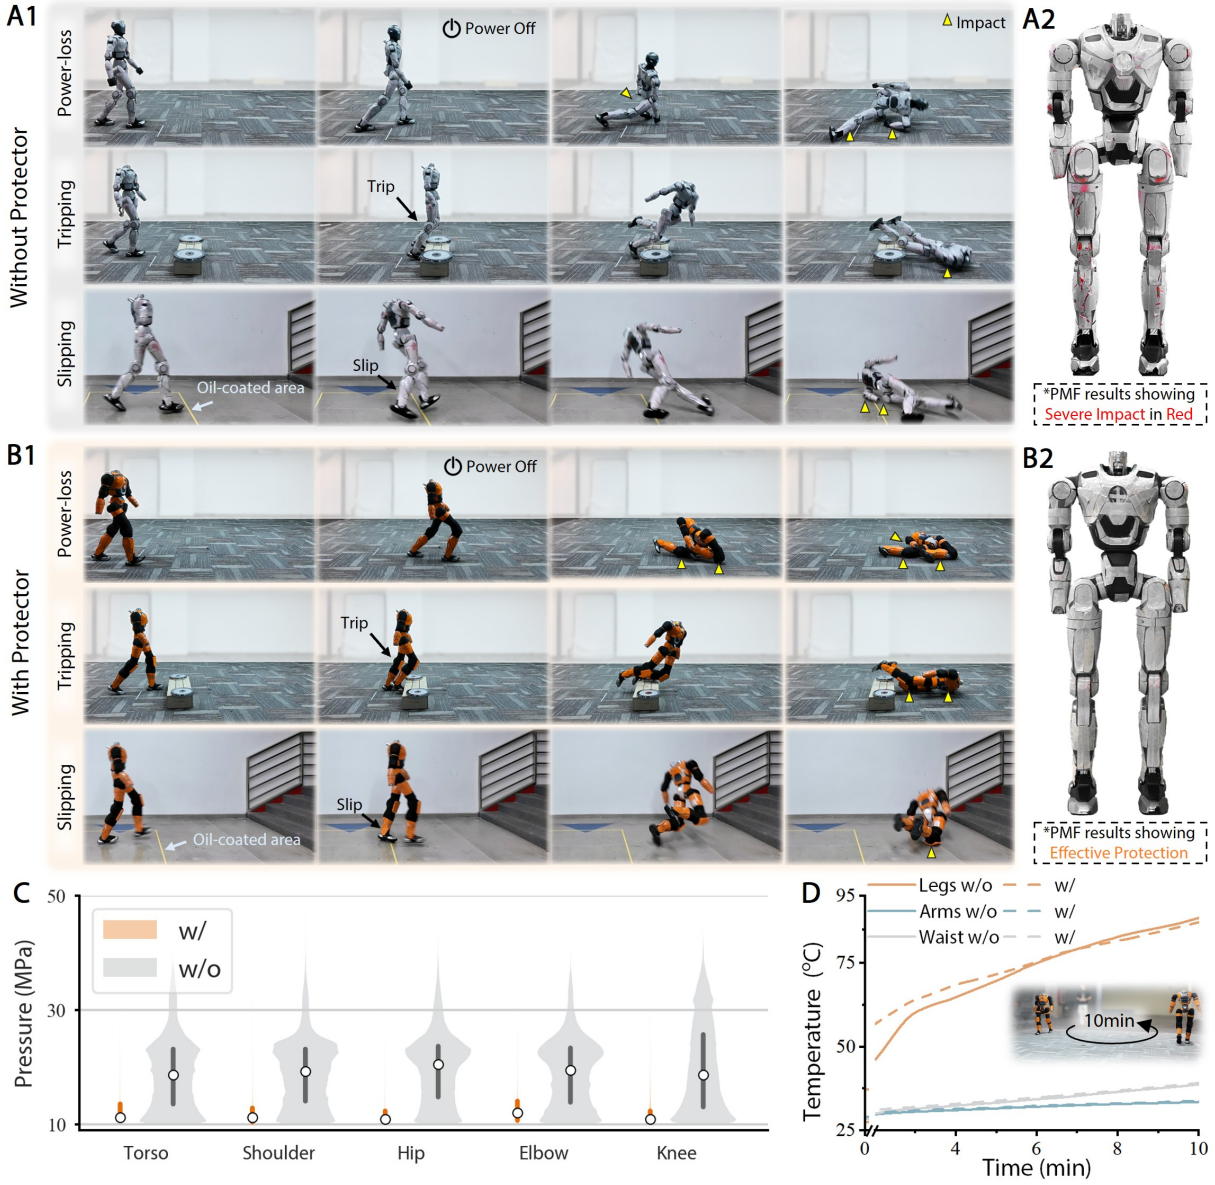 A1
Without Protector
Power-loss
Power Off
Impact
Tripping
Trip
Slipping
Slip
Oil-coated area
A2
*PMF results showing
Severe Impact in Red
B1
With Protector
Power-loss
Power Off
Tripping
Trip
Slipping
Slip
Oil-coated area
B2
*PMF results showing
Effective Protection
C
Pressure (MPa)
50
30
10
w/
w/o
Torso Shoulder Hip Elbow Knee
D
Legs w/o w/
Arms w/o w/
Waist w/o w/
Temperature (°C)
95
75
50
25
10min
0 4 8 10
Time (min)